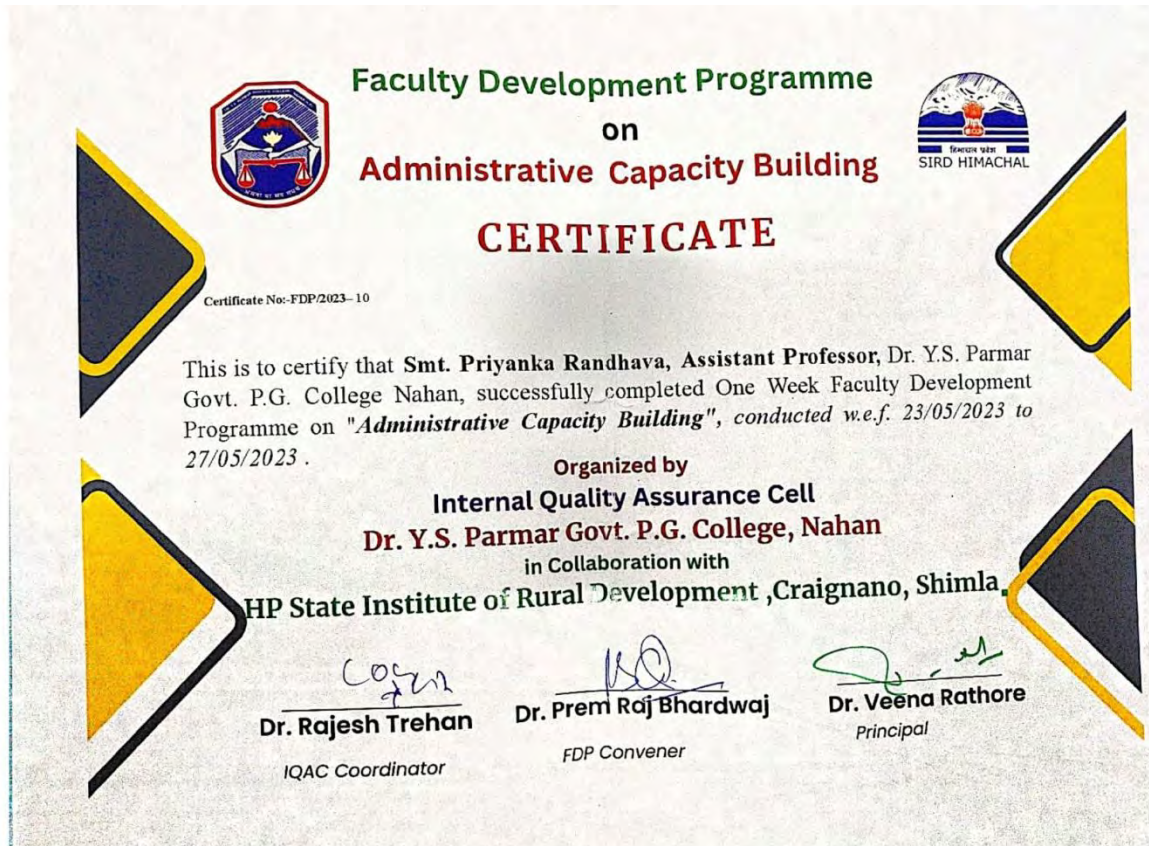 Faculty Development Programme
on
Administrative Capacity Building
हिमाचल प्रदेश
SIRD HIMACHAL
CERTIFICATE
Certificate No:-FDP/2023– 10
This is to certify that Smt. Priyanka Randhava, Assistant Professor, Dr. Y.S. Parmar
Govt. P.G. College Nahan, successfully completed One Week Faculty Development
Programme on "Administrative Capacity Building", conducted w.e.f. 23/05/2023 to
27/05/2023 .
Organized by
Internal Quality Assurance Cell
Dr. Y.S. Parmar Govt. P.G. College, Nahan
in Collaboration with
HP State Institute of Rural Development ,Craignano, Shimla.
Dr. Rajesh Trehan
Dr. Prem Raj Bhardwaj
Dr. Veena Rathore
IQAC Coordinator
FDP Convener
Principal